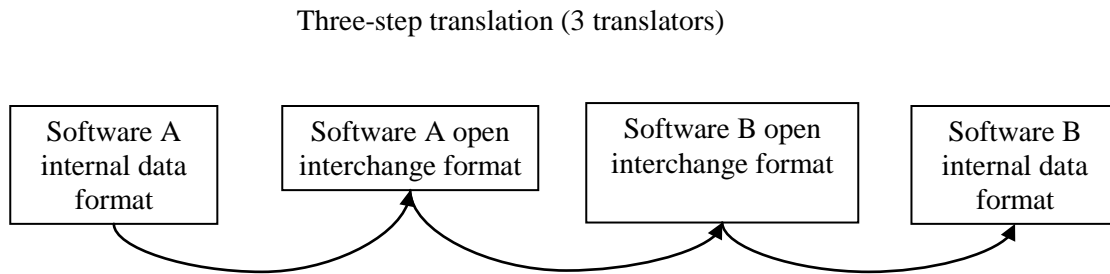 Three-step translation (3 translators)
Software A
internal data
format
Software A open
interchange format
Software B open
interchange format
Software B
internal data
format